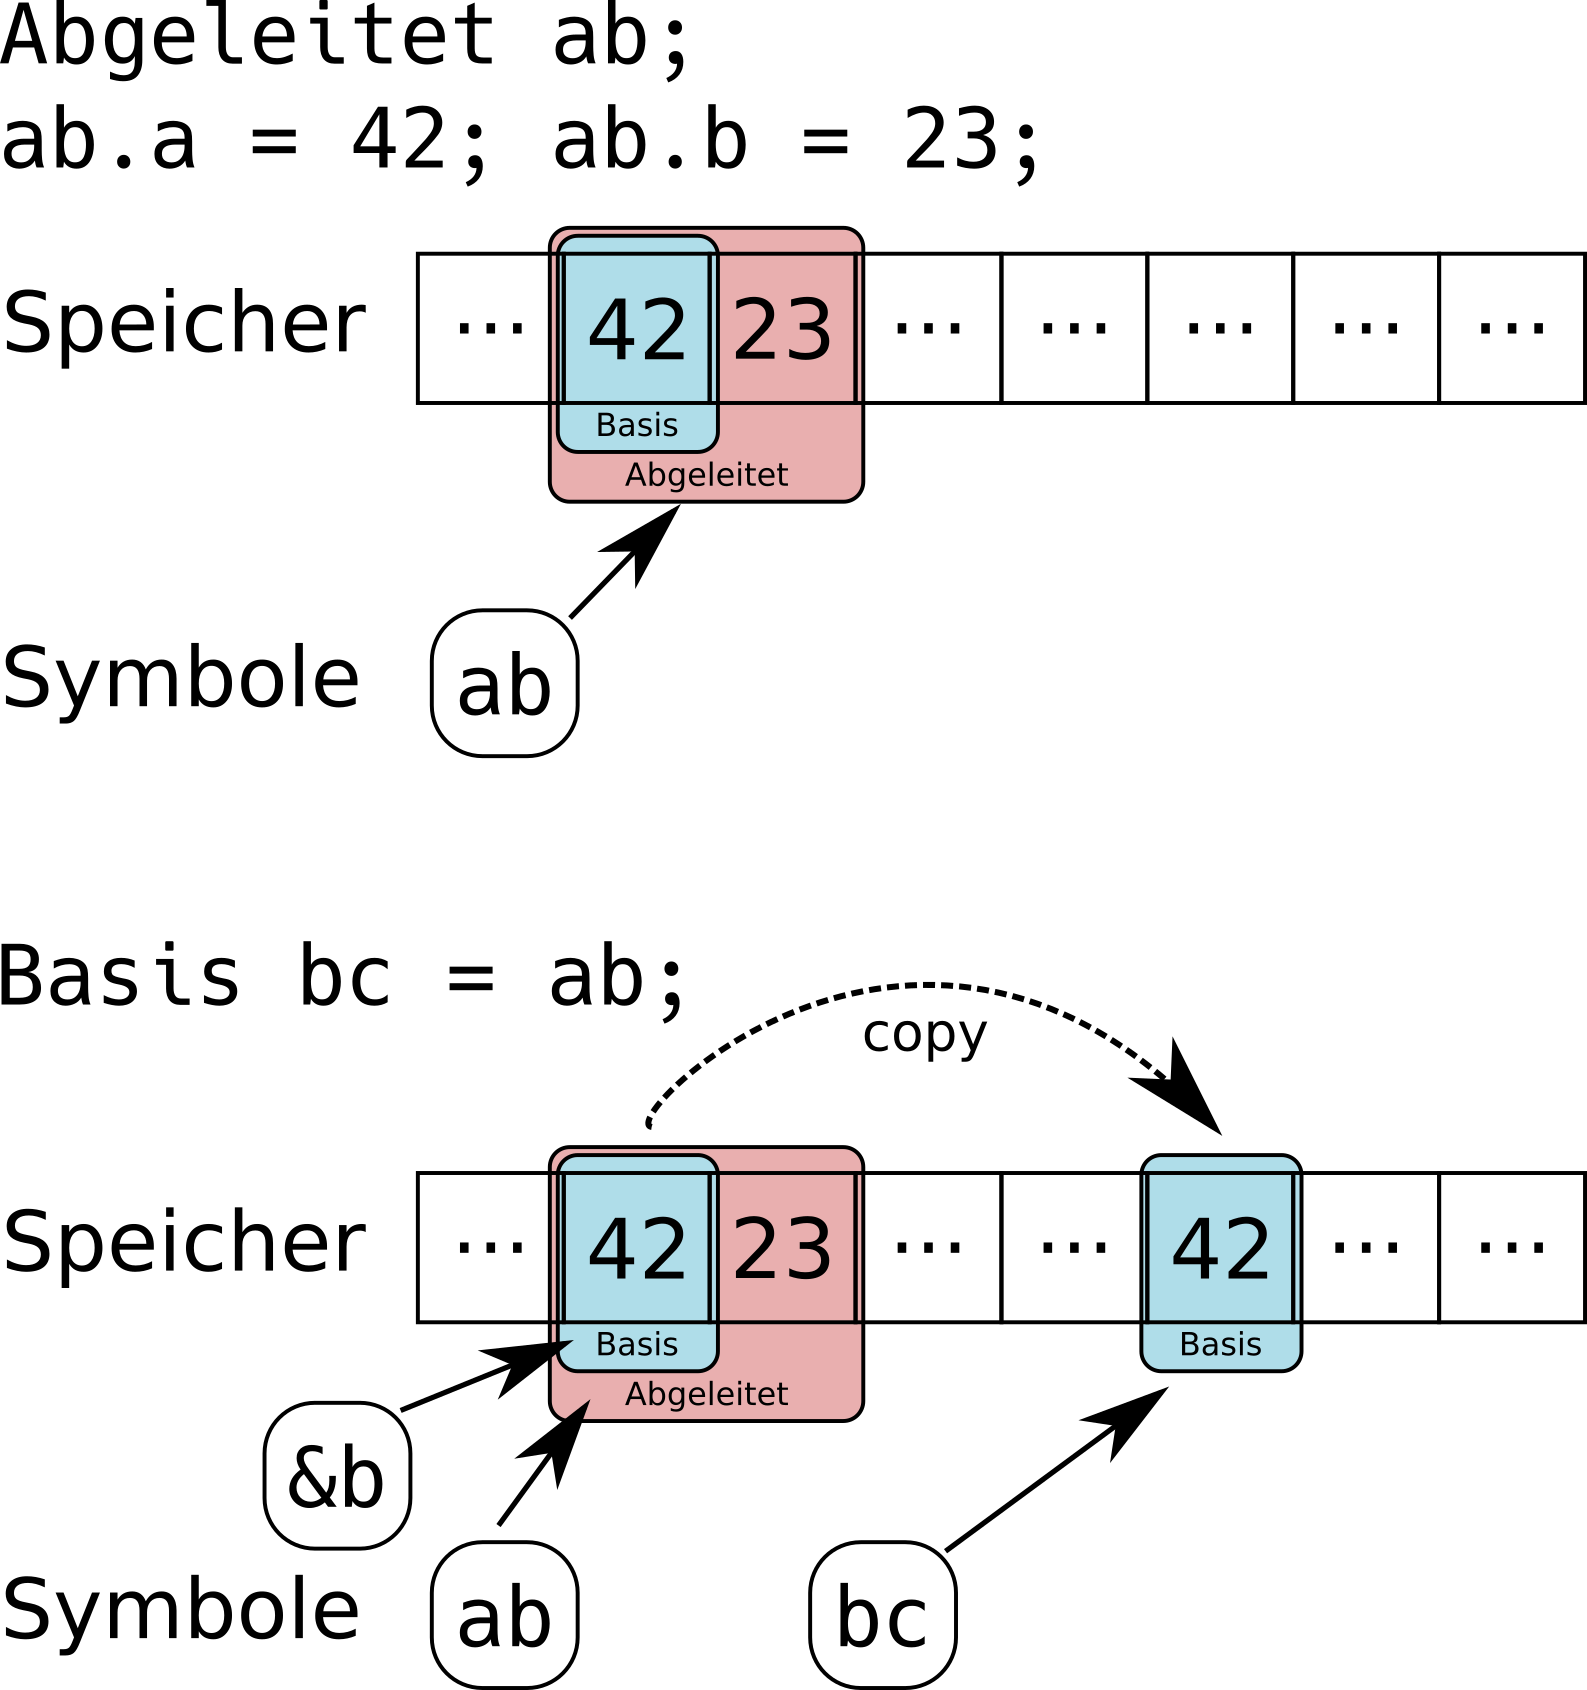 Abgeleitet ab;
ab.a = 42; ab.b = 23;
Speicher ... 42 23 ... ... ... ... ...
Basis
Abgeleitet
Symbole ab
Basis bc = ab;
copy
Speicher ... 42 23 ... ... 42 ... ...
Basis Basis
Abgeleitet
&b
Symbole ab bc